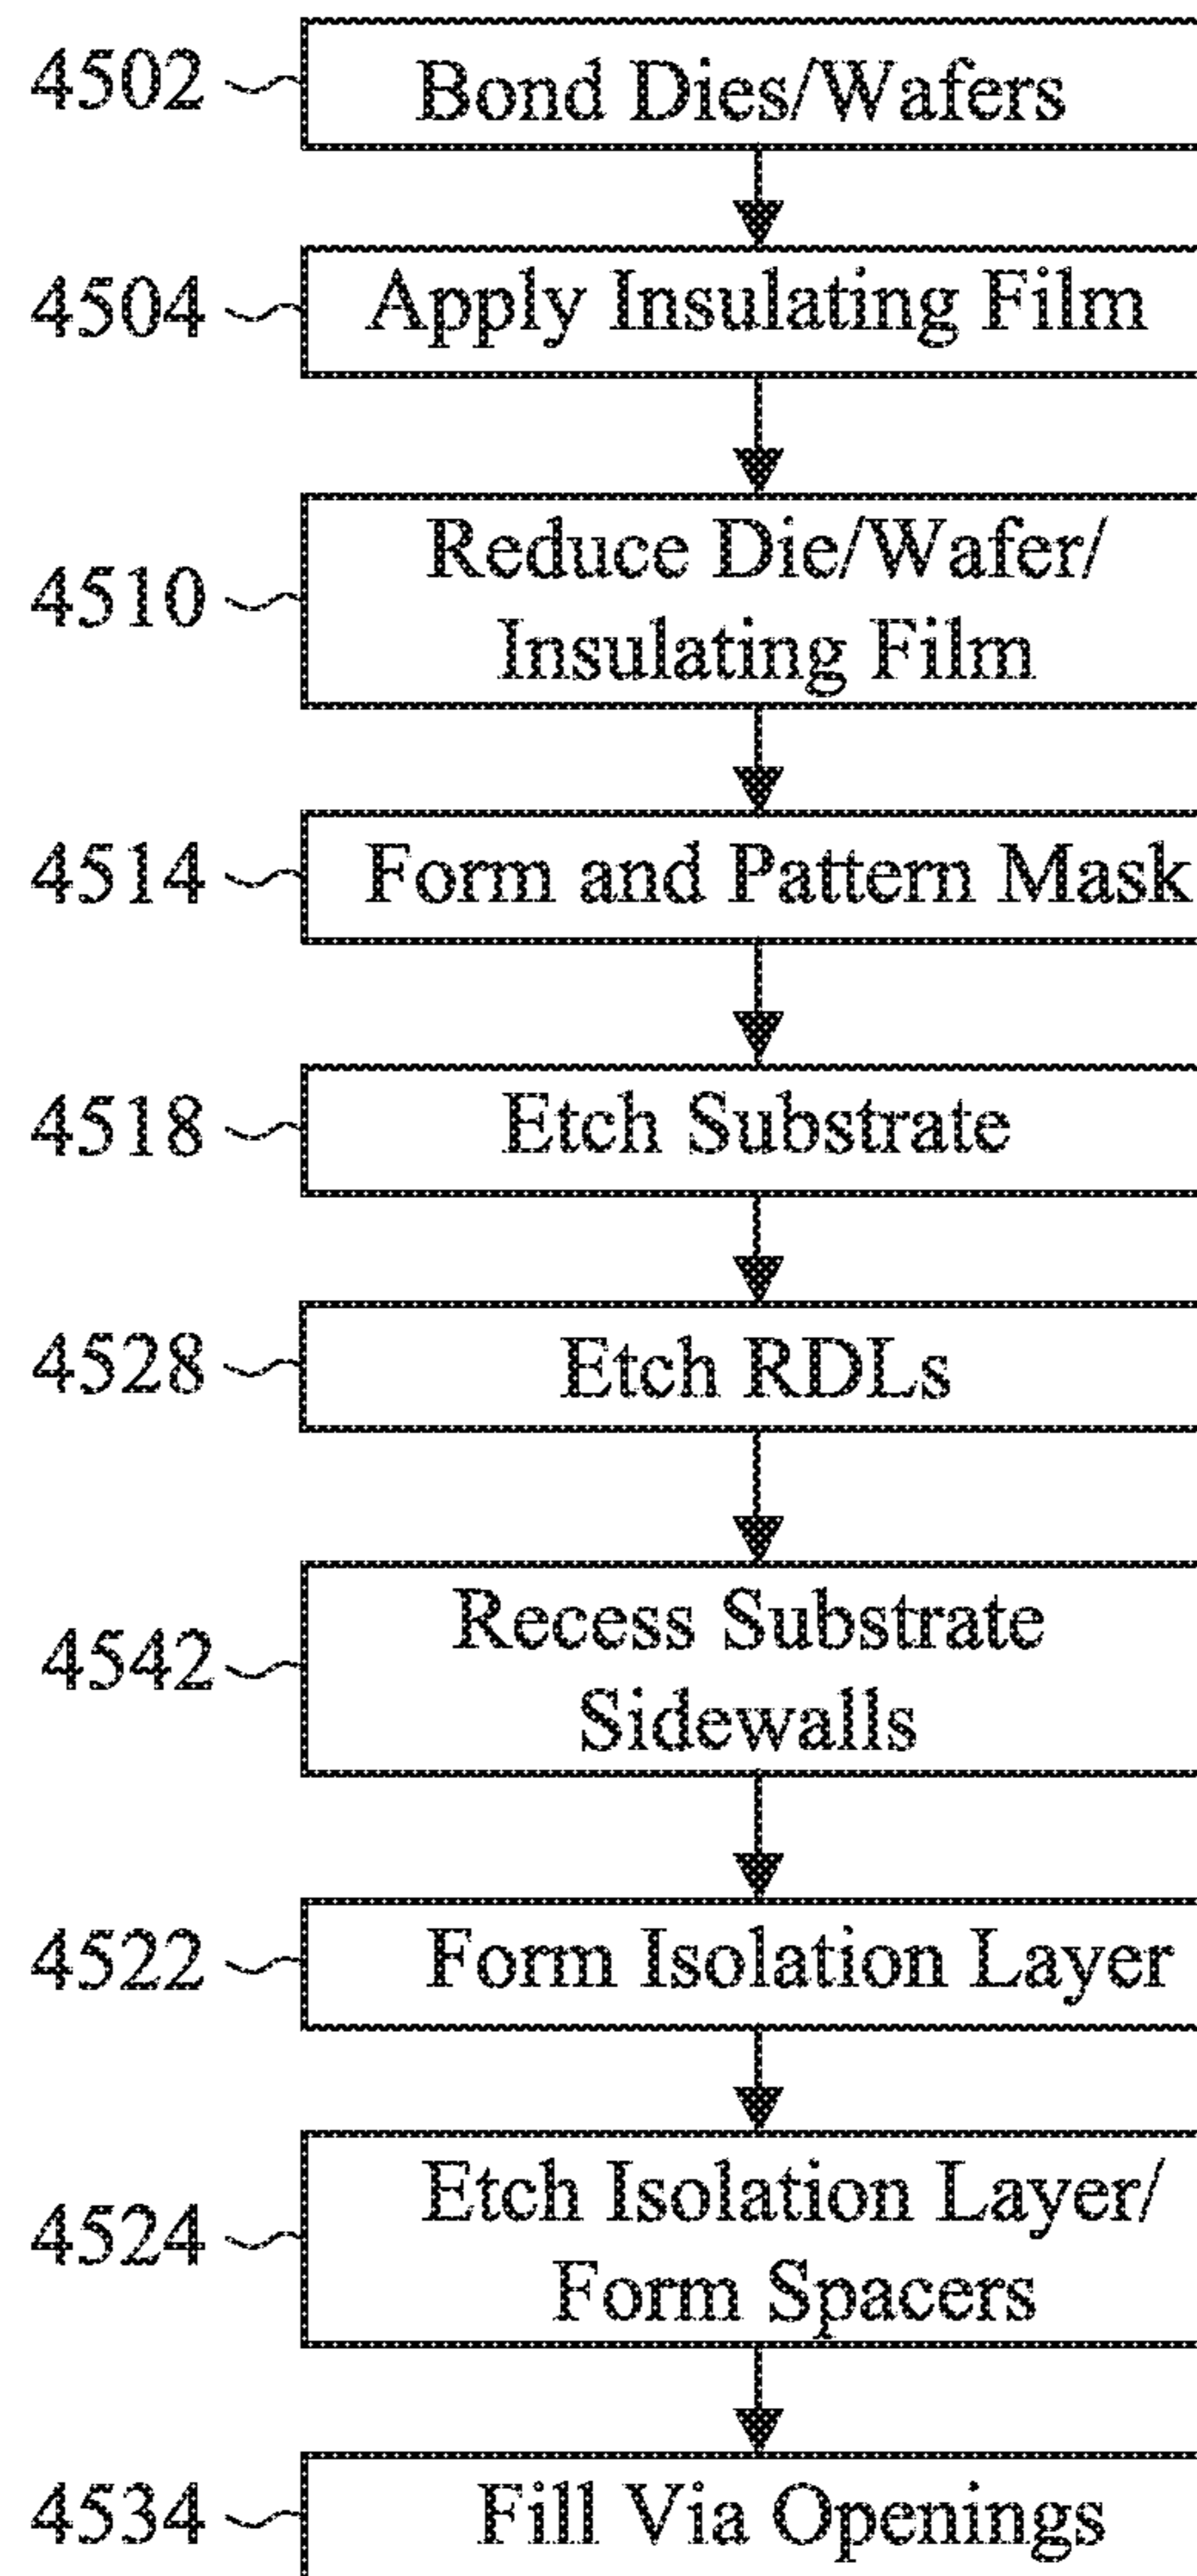 4502 Bond Dies/Wafers
4504 Apply Insulating Film
4510 Reduce Die/Wafer/
Insulating Film
4514 Form and Pattern Mask
4518 Etch Substrate
4528 Etch RDLs
4542 Recess Substrate
Sidewalls
4522 Form Isolation Layer
4524 Etch Isolation Layer/
Form Spacers
4534 Fill Via Openings